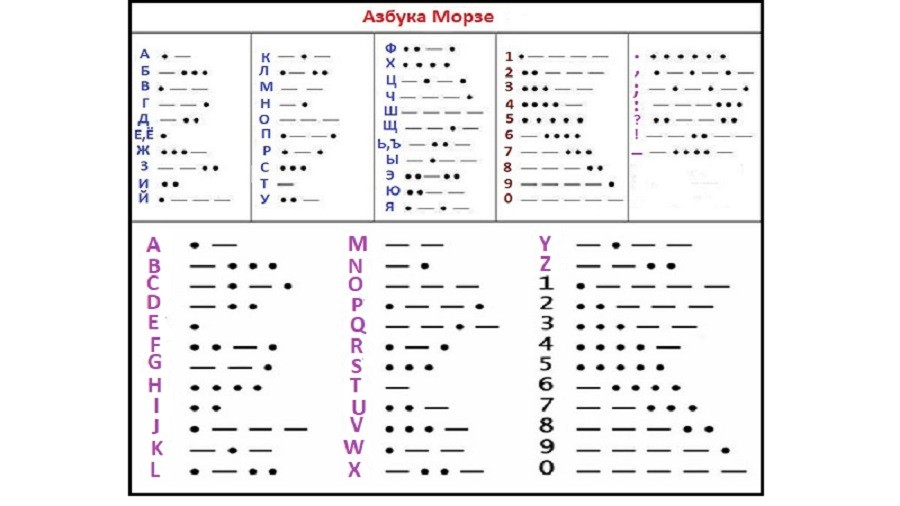 Азбука Морзе
А • —
Б — • • •
В • — —
Г — — •
Д — • •
Е,Ё •
Ж • • • —
З — — • •
И • •
Й • — — —
К — • —
Л • — • •
М — —
Н — •
О — — —
П • — — •
Р • — •
С • • •
Т —
У • • —
Ф • • — •
Х • • • •
Ц — • — •
Ч — — — •
Ш — — — —
Щ — — • —
Ь,Ъ — • • —
Ы — • — —
Э • • — • •
Ю • • — —
Я • — • —
1 • — — — —
2 • • — — —
3 • • • — —
4 • • • • —
5 • • • • •
6 — • • • •
7 — — • • •
8 — — — • •
9 — — — — •
0 — — — — —
. • • • • • •
, • — • — • —
; — • — • — •
: — — — • • •
? • • — — • •
! — — • • — —
— — • • • • —
A • —
B — • • •
C — • — •
D — • •
E •
F • • — •
G — — •
H • • • •
I • •
J • — — —
K — • —
L • — • •
M — —
N — •
O — — —
P • — — •
Q — — • —
R • — •
S • • •
T —
U • • —
V • • • —
W • — —
X — • • —
Y — • — —
Z — — • •
1 • — — — —
2 • • — — —
3 • • • — —
4 • • • • —
5 • • • • •
6 — • • • •
7 — — • • •
8 — — — • •
9 — — — — •
0 — — — — —